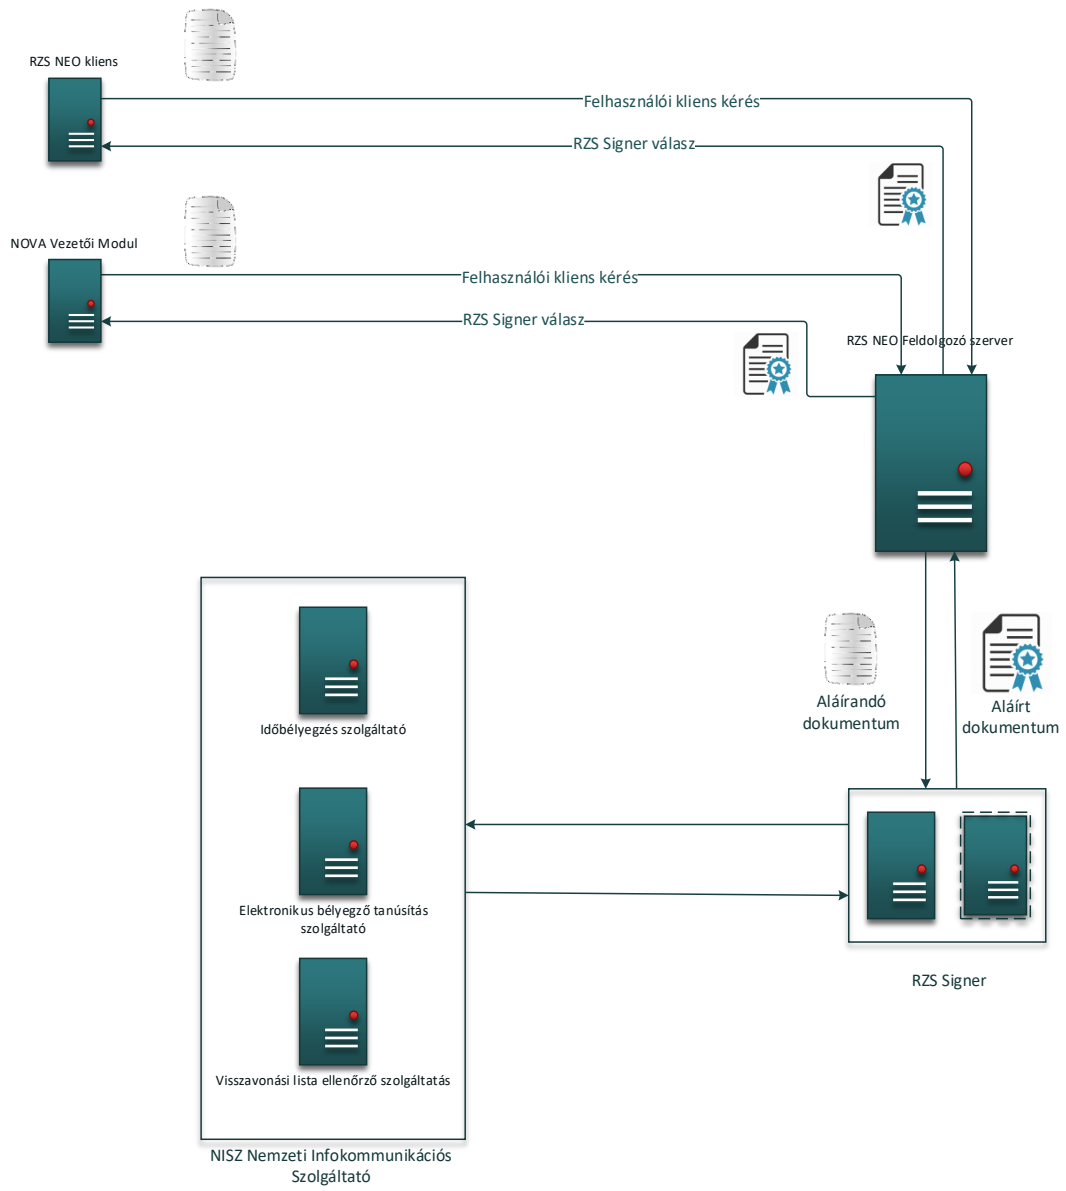 RZS NEO kliens
Felhasználói kliens kérés
RZS Signer válasz
NOVA Vezetői Modul
Felhasználói kliens kérés
RZS Signer válasz
RZS NEO Feldolgozó szerver
Aláírandó
dokumentum
Aláírt
dokumentum
Időbélyegzés szolgáltató
Elektronikus bélyegző tanúsítás
szolgáltató
Visszavonási lista ellenőrző szolgáltatás
RZS Signer
NISZ Nemzeti Infokommunikációs
Szolgáltató